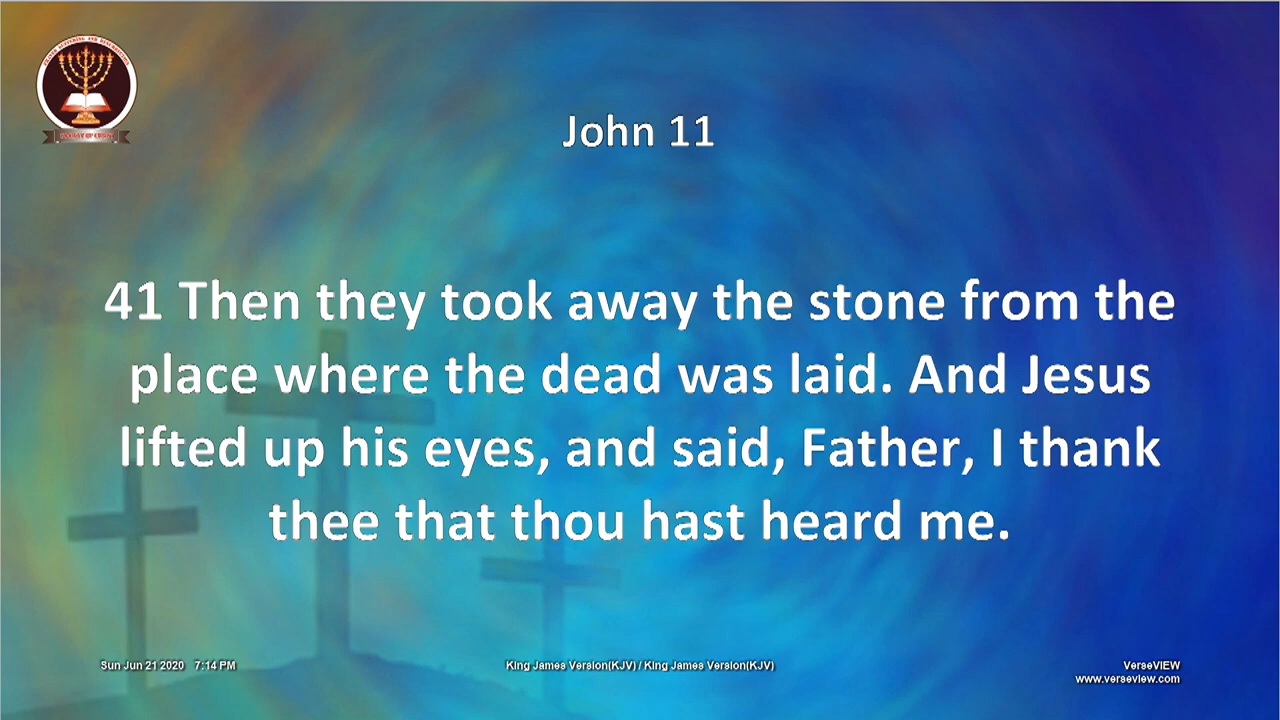 John 11
41 Then they took away the stone from the
place where the dead was laid. And Jesus
lifted up his eyes, and said, Father, I thank
thee that thou hast heard me.
Sun Jun 21 2020 7:14 PM
King James Version(KJV) / King James Version(KJV)
VerseVIEW
www.verseview.com